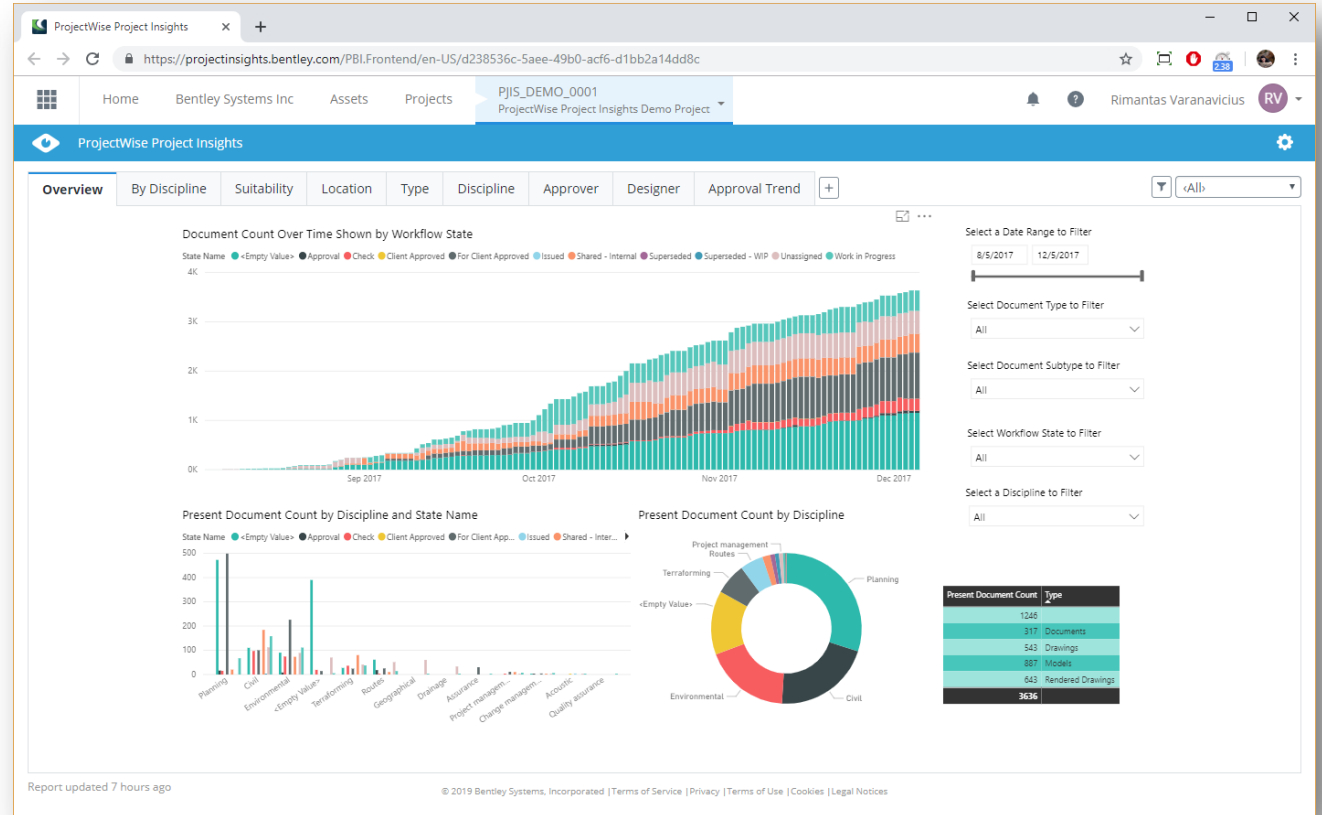 ProjectWise Project Insights
https://projectinsights.bentley.com/PBI.Frontend/en-US/d238536c-5aee-49b0-acf6-d1bb2a14dd8c
2.38
Home Bentley Systems Inc Assets Projects
PJIS_DEMO_0001
ProjectWise Project Insights Demo Project
Rimantas Varanavicius RV
ProjectWise Project Insights
Overview By Discipline Suitability Location Type Discipline Approver Designer Approval Trend +
‹All›
Document Count Over Time Shown by Workflow State
State Name <Empty Value> Approval Check Client Approved For Client Approved Issued Shared - Internal Superseded Superseded - WIP Unassigned Work in Progress
4K
3K
2K
1K
0K
Sep 2017 Oct 2017 Nov 2017 Dec 2017
Select a Date Range to Filter
8/5/2017 12/5/2017
Select Document Type to Filter
All
Select Document Subtype to Filter
All
Select Workflow State to Filter
All
Select a Discipline to Filter
All
Present Document Count by Discipline and State Name
State Name <Empty Value> Approval Check Client Approved For Client App... Issued Shared - Inter...
500
400
300
200
100
0
Planning
Civil
Environmental
<Empty Value>
Terraforming
Routes
Geographical
Drainage
Assurance
Project managem...
Change managem...
Acoustic
Quality assurance
Present Document Count by Discipline
Project management
Routes
Terraforming
<Empty Value>
Environmental
Civil
Planning
Present Document Count Type
1246
317 Documents
543 Drawings
887 Models
643 Rendered Drawings
3636
Report updated 7 hours ago
© 2019 Bentley Systems, Incorporated |Terms of Service |Privacy |Terms of Use |Cookies |Legal Notices